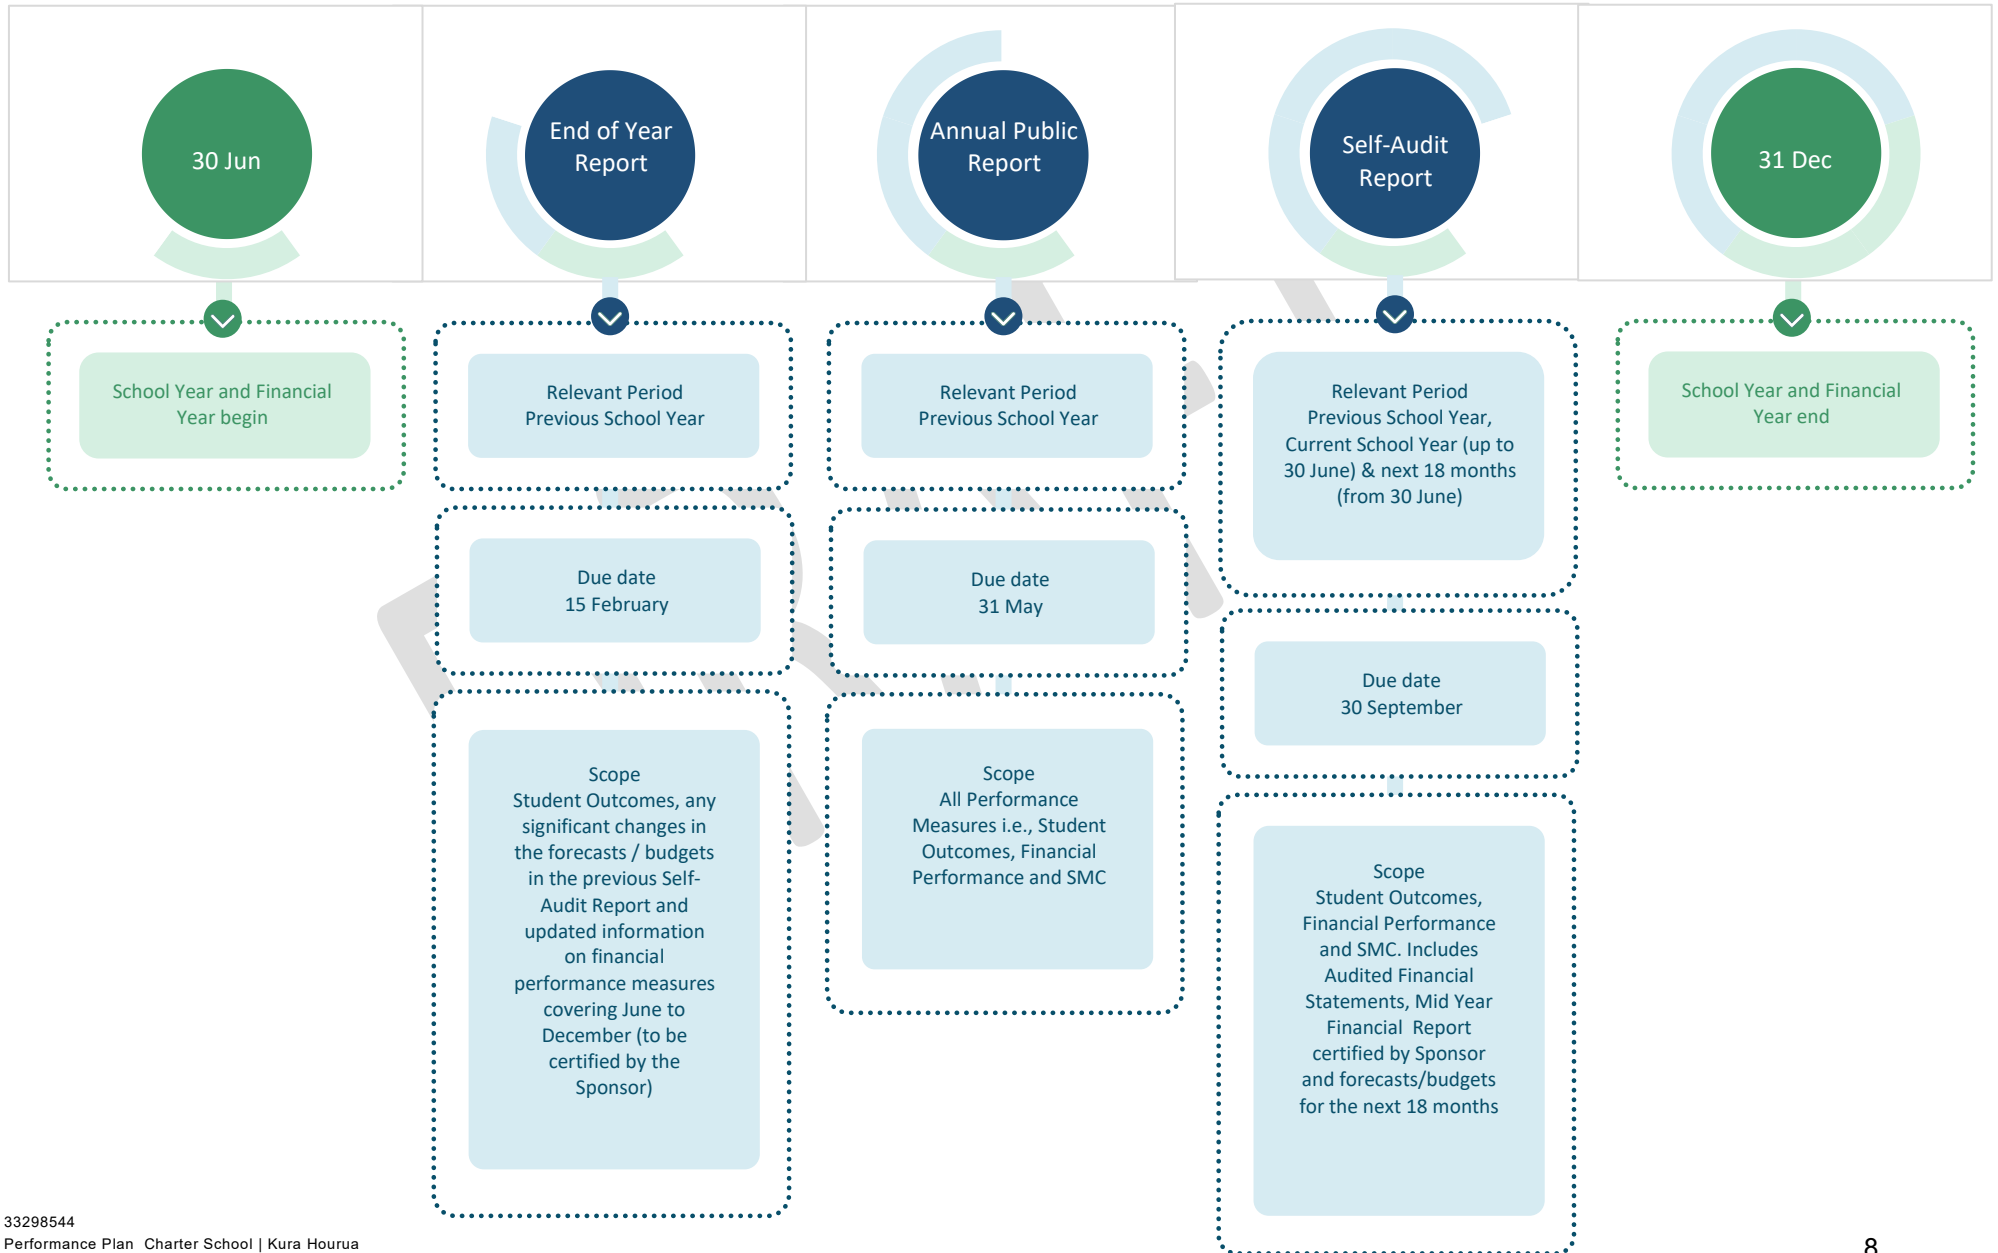 30 Jun
End of Year
Report
Annual Public
Report
Self-Audit
Report
31 Dec
School Year and Financial
Year begin
Relevant Period
Previous School Year
Due date
15 February
Scope
Student Outcomes, any
significant changes in
the forecasts / budgets
in the previous Self-
Audit Report and
updated information
on financial
performance measures
covering June to
December (to be
certified by the
Sponsor)
Relevant Period
Previous School Year
Due date
31 May
Scope
All Performance
Measures i.e., Student
Outcomes, Financial
Performance and SMC
Relevant Period
Previous School Year,
Current School Year (up to
30 June) & next 18 months
(from 30 June)
Due date
30 September
Scope
Student Outcomes,
Financial Performance
and SMC. Includes
Audited Financial
Statements, Mid Year
Financial Report
certified by Sponsor
and forecasts/budgets
for the next 18 months
School Year and Financial
Year end
33298544
Performance Plan Charter School | Kura Hourua
8